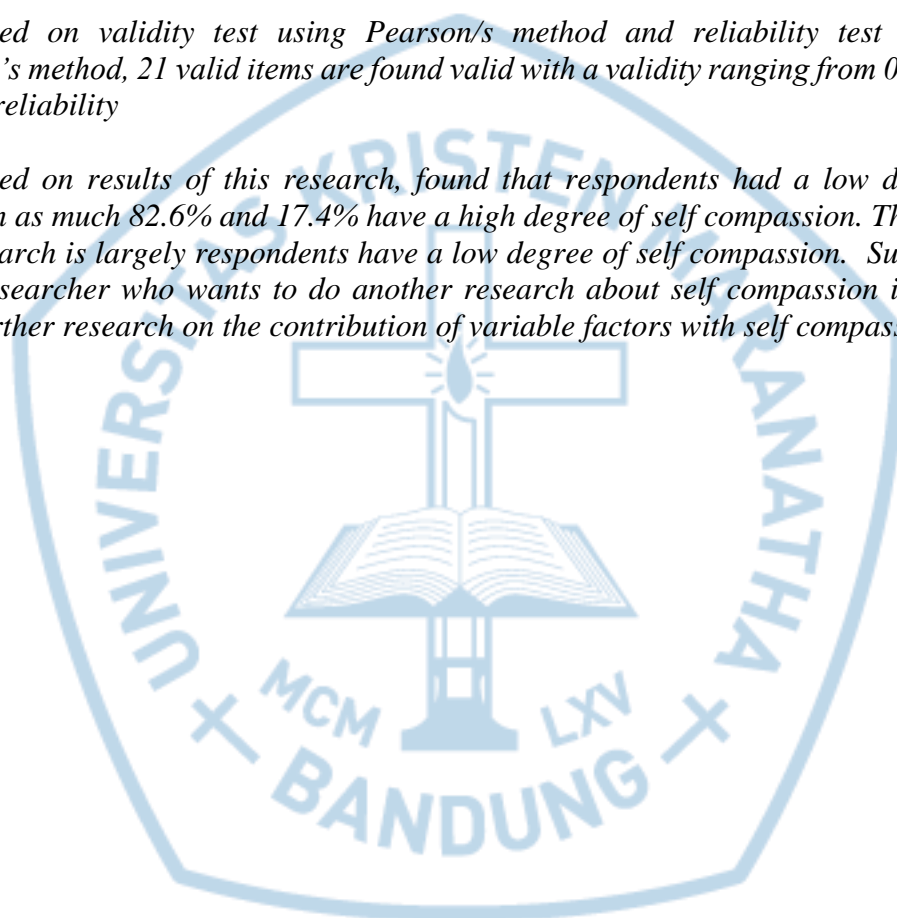 ed on validity test using Pearson/s method and reliability test
's method, 21 valid items are found valid with a validity ranging from 0
reliability
ed on results of this research, found that respondents had a low d
n as much 82.6% and 17.4% have a high degree of self compassion. Th
arch is largely respondents have a low degree of self compassion. Su
searcher who wants to do another research about self compassion i
rther research on the contribution of variable factors with self compass
UNIVERSITAS KRISTEN MARANATHA
MCM LXV
BANDUNG